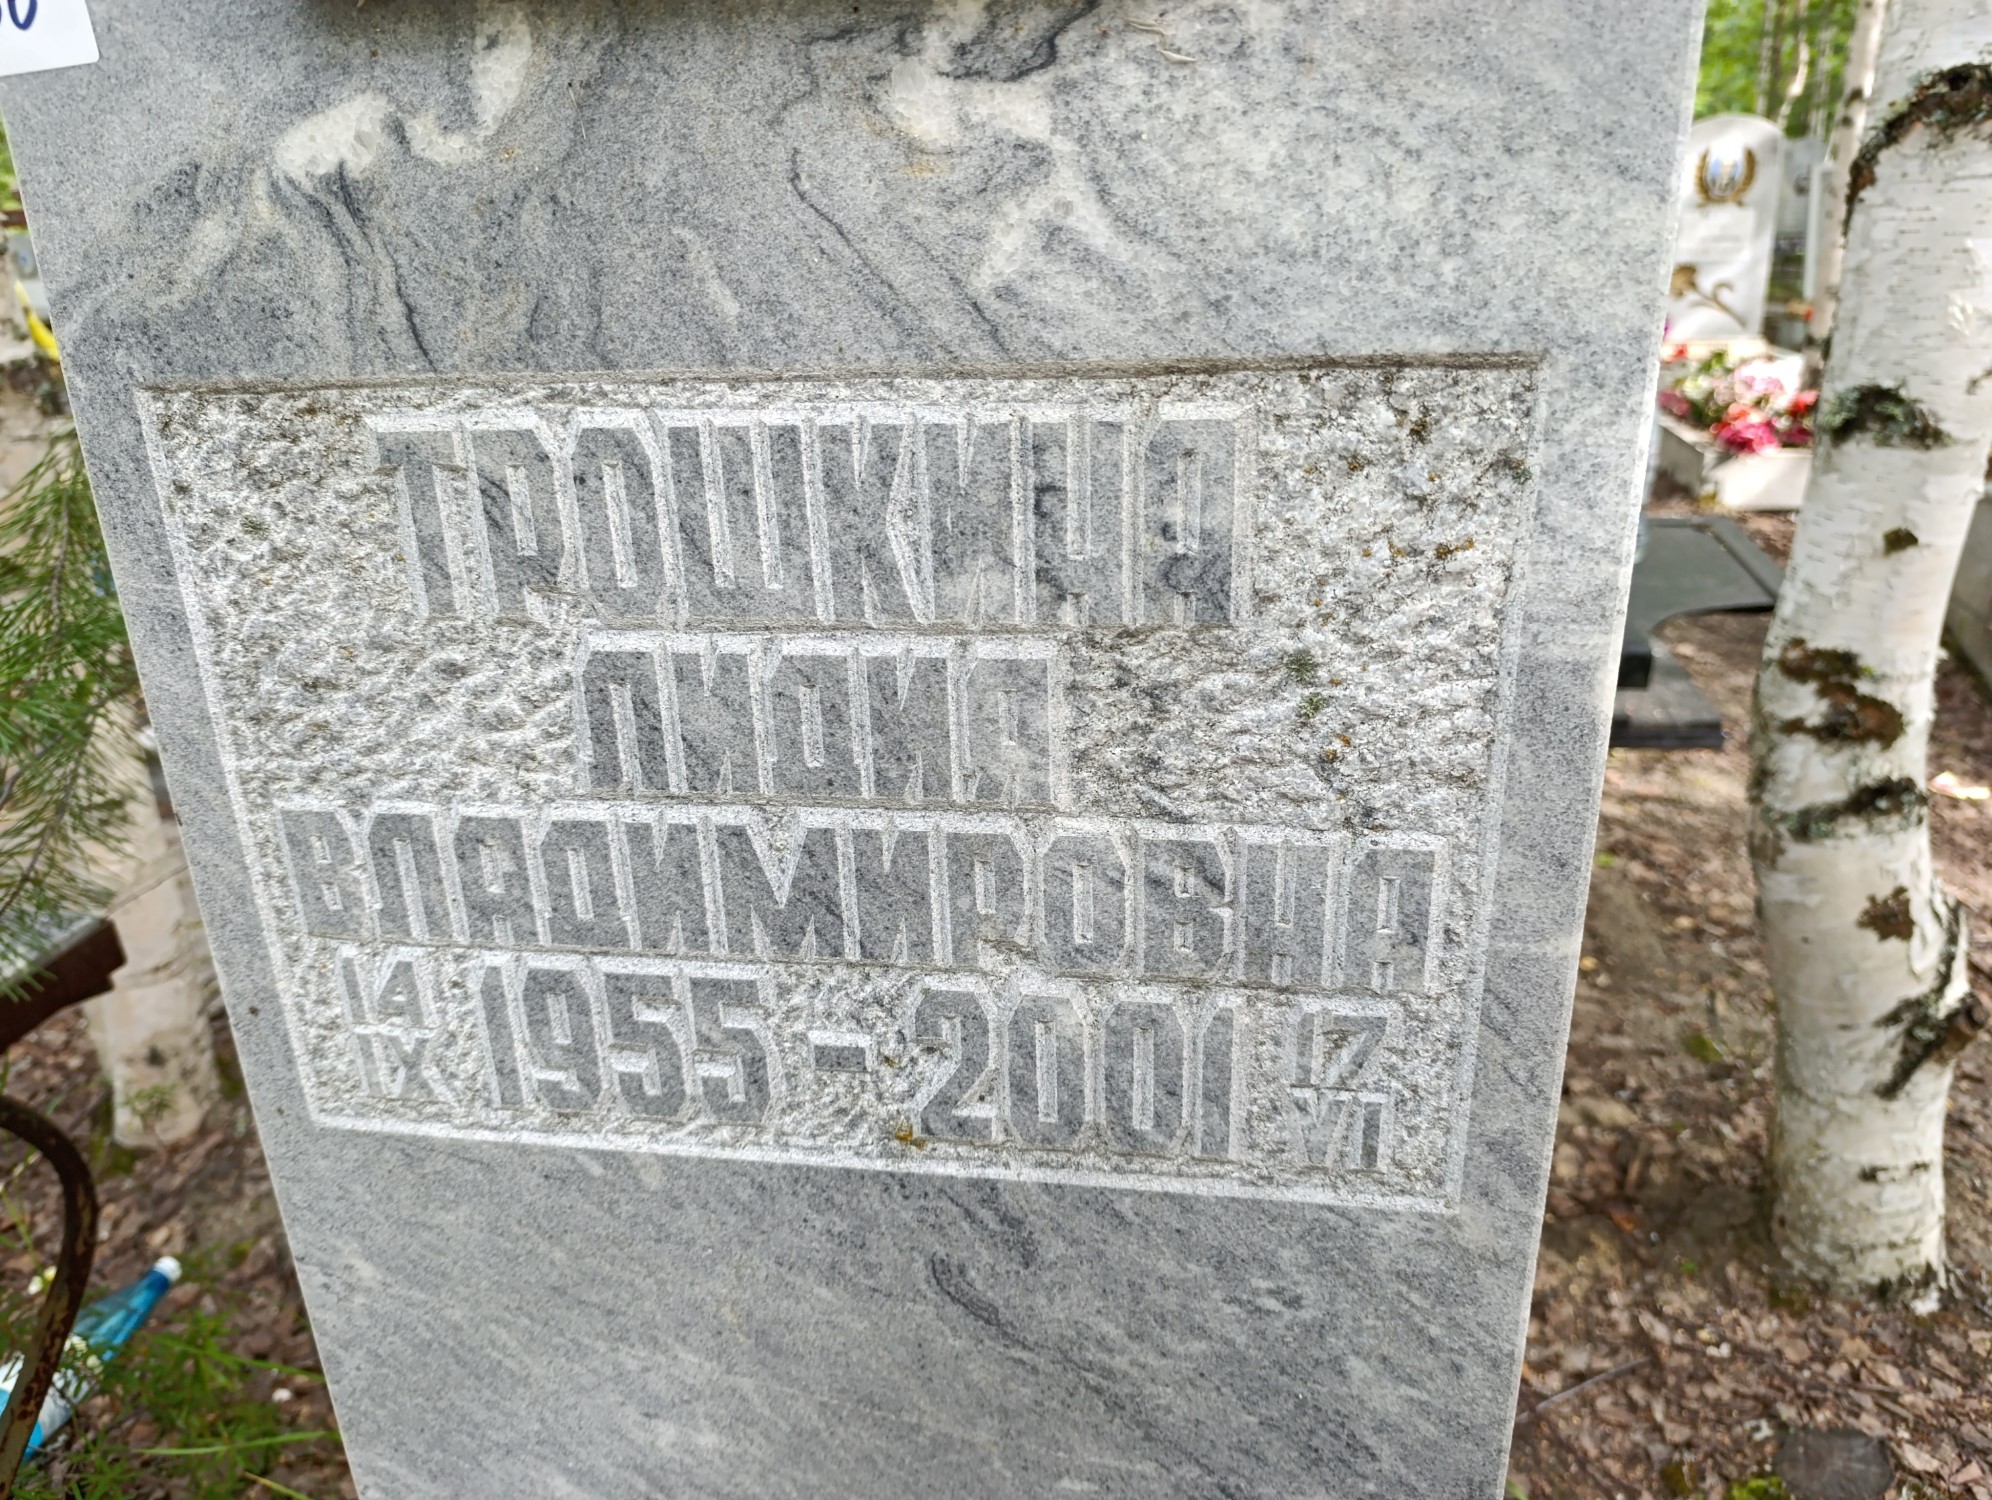 ТРОШКИНА
ЛИДИЯ
ВЛАДИМИРОВНА
14 IX 1955 - 2001 17 VI